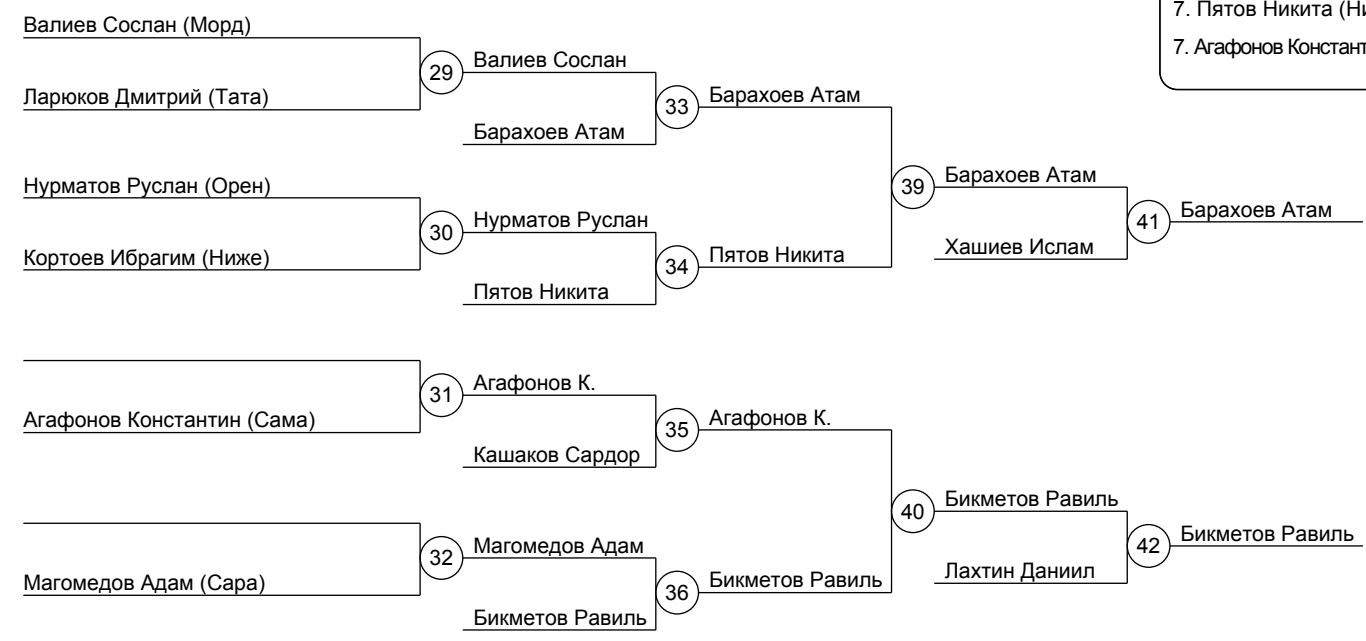 7. Пятов Никита
7. Агафонов
Валиев Сослан (Морд)
29
Валиев Сослан
Ларюков Дмитрий (Тата)
33
Барахоев Атам
Барахоев Атам
Нурматов Руслан (Орен)
39
Барахоев Атам
30
Нурматов Руслан
41
Барахоев Атам
Кортоев Ибрагим (Ниже)
34
Пятов Никита
Хашиев Ислам
Пятов Никита
31
Агафонов К.
Агафонов Константин (Сама)
35
Агафонов К.
Кашаков Сардор
40
Бикметов Равиль
32
Магомедов Адам
42
Бикметов Равиль
Магомедов Адам (Сара)
36
Бикметов Равиль
Лахтин Даниил
Бикметов Равиль